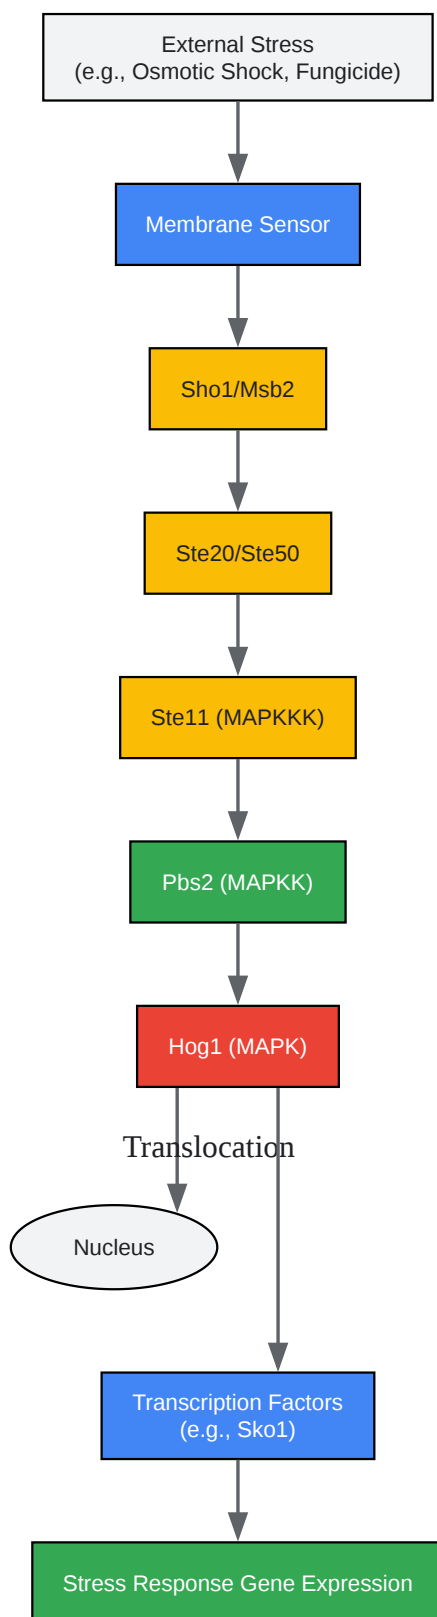 External Stress
(e.g., Osmotic Shock, Fungicide)
Membrane Sensor
Sho1/Msb2
Ste20/Ste50
Ste11 (MAPKKK)
Pbs2 (MAPKK)
Hog1 (MAPK)
Translocation
Nucleus
Transcription Factors
(e.g., Sko1)
Stress Response Gene Expression